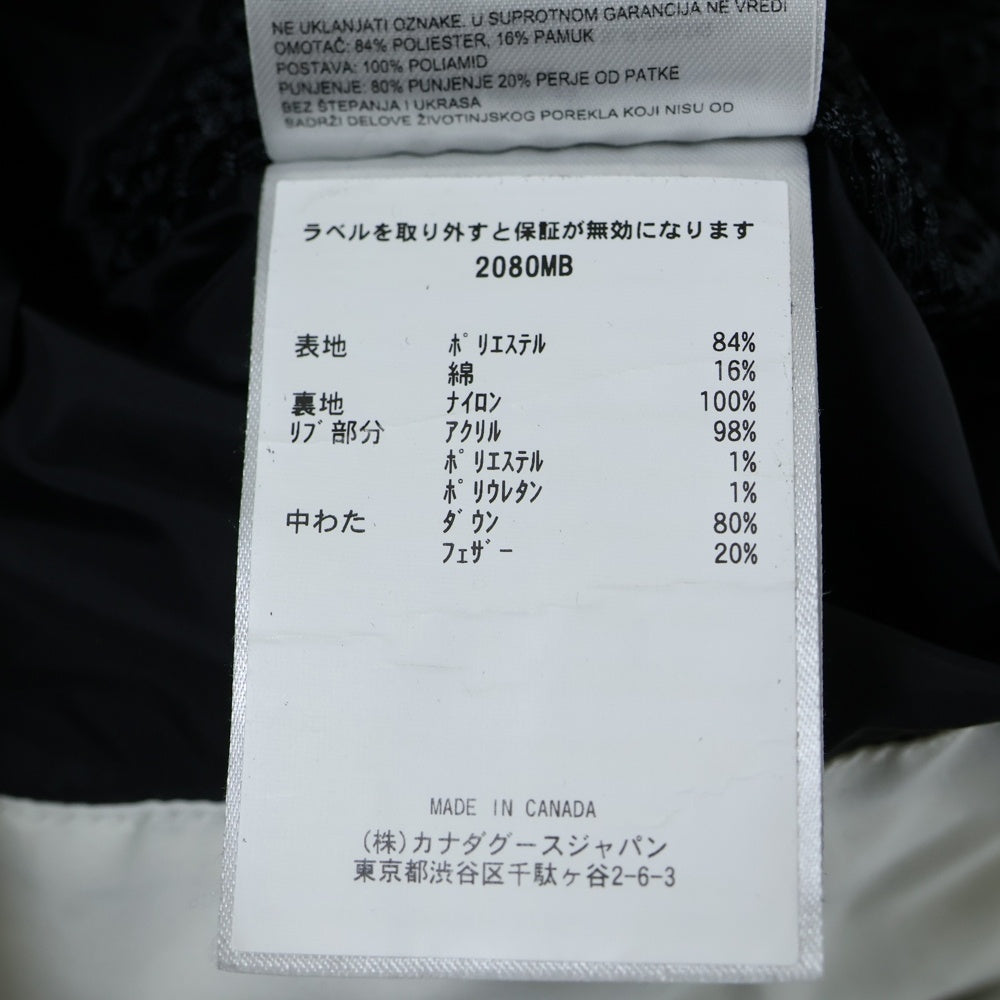 NE UKLANJATI OZNAKE. U SUPROTNOM GARANCIJA NE VREDI
OMOTAČ: 84% POLIESTER, 16% PAMUK
POSTAVA: 100% POLIAMID
PUNJENJE: 80% PUNJENJE 20% PERJE OD PATKE
BEZ ŠTEPANJA I UKRASA
SADRŽI DELOVE ŽIVOTINJSKOG POREKLA KOJI NISU OD
ラベルを取り外すと保証が無効になります
2080MB
表地 ﾎﾟﾘｴｽﾃﾙ 84%
綿 16%
裏地 ﾅｲﾛﾝ 100%
ﾘﾌﾞ部分 ｱｸﾘﾙ 98%
ﾎﾟﾘｴｽﾃﾙ 1%
ﾎﾟﾘｳﾚﾀﾝ 1%
中わた ﾀﾞｳﾝ 80%
ﾌｪｻﾞｰ 20%
MADE IN CANADA
(株)カナダグースジャパン
東京都渋谷区千駄ヶ谷2-6-3